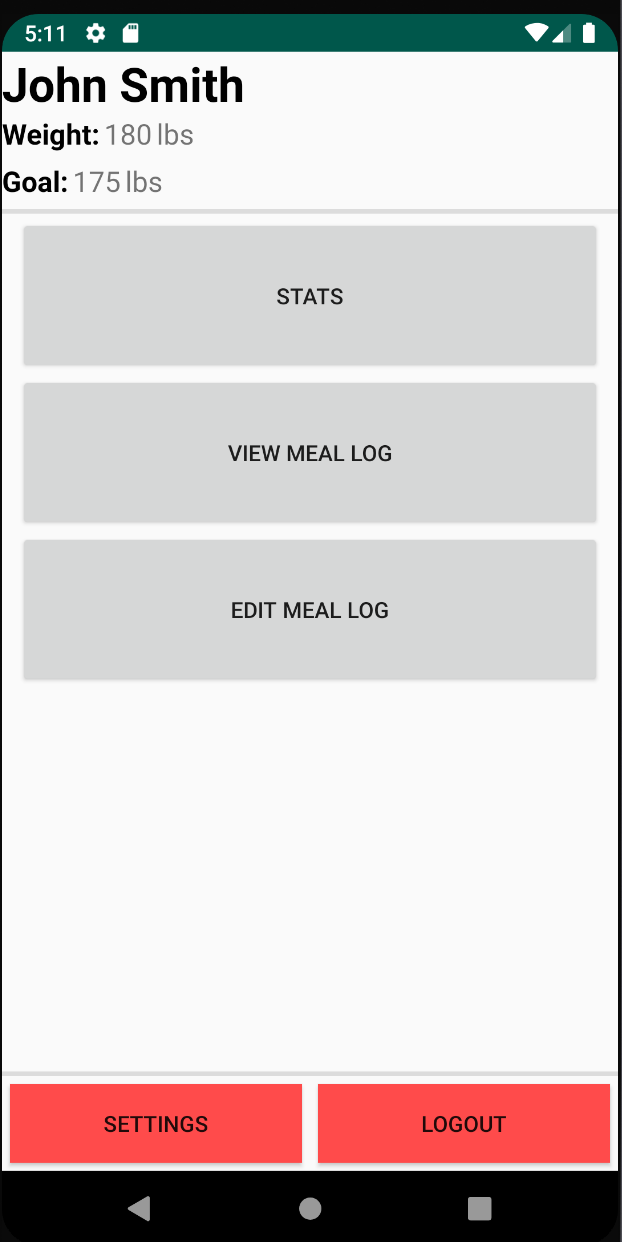 5:11
John Smith
Weight: 180 lbs
Goal: 175 lbs
STATS
VIEW MEAL LOG
EDIT MEAL LOG
SETTINGS LOGOUT